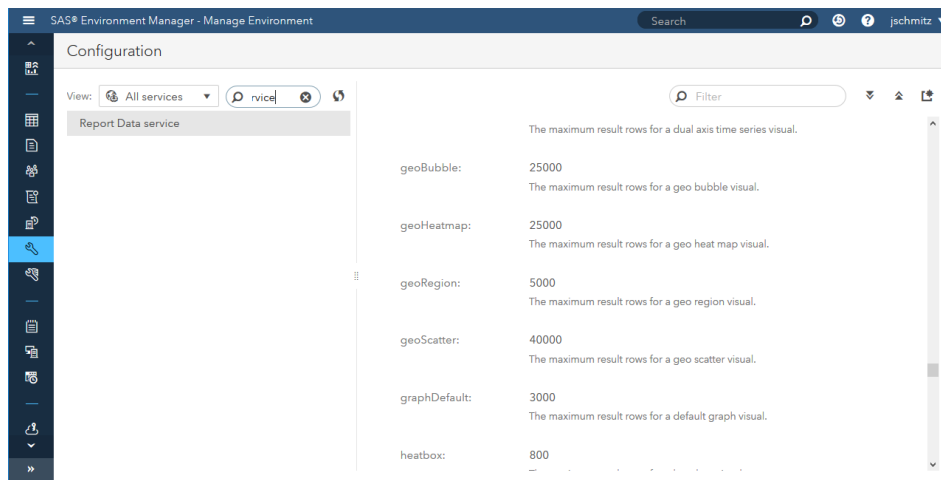 SAS® Environment Manager - Manage Environment
Search
jschmitz
Configuration
View: All services
rvice
Filter
Report Data service
The maximum result rows for a dual axis time series visual.
geoBubble: 25000
The maximum result rows for a geo bubble visual.
geoHeatmap: 25000
The maximum result rows for a geo heat map visual.
geoRegion: 5000
The maximum result rows for a geo region visual.
geoScatter: 40000
The maximum result rows for a geo scatter visual.
graphDefault: 3000
The maximum result rows for a default graph visual.
heatbox: 800